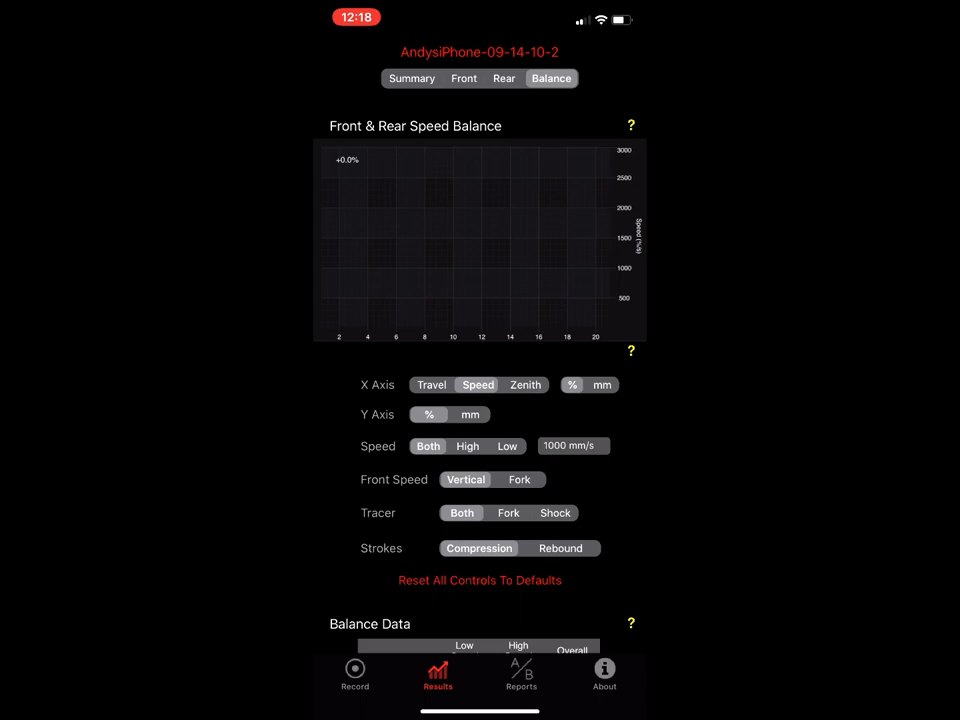 12:18
AndysiPhone-09-14-10-2
Summary Front Rear Balance
Front & Rear Speed Balance ?
+0.0%
3000
2500
2000
1500
1000
500
Speed (%/s)
2 4 6 8 10 12 14 16 18 20
?
X Axis Travel Speed Zenith % mm
Y Axis % mm
Speed Both High Low 1000 mm/s
Front Speed Vertical Fork
Tracer Both Fork Shock
Strokes Compression Rebound
Reset All Controls To Defaults
Balance Data ?
Low High Overall
A/B
Record Results Reports About